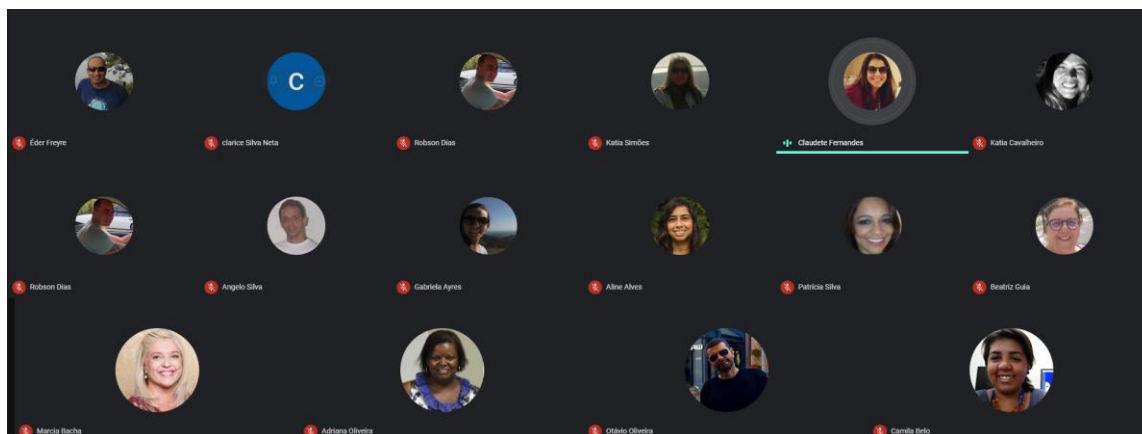 C
Éder Freyre
clarice Silva Neta
Robson Dias
Katia Simões
Claudete Fernandes
Katia Cavalheiro
Robson Dias
Angelo Silva
Gabriela Ayres
Aline Alves
Patrícia Silva
Beatriz Guia
Marcia Bacha
Adriana Oliveira
Otávio Oliveira
Camila Belo